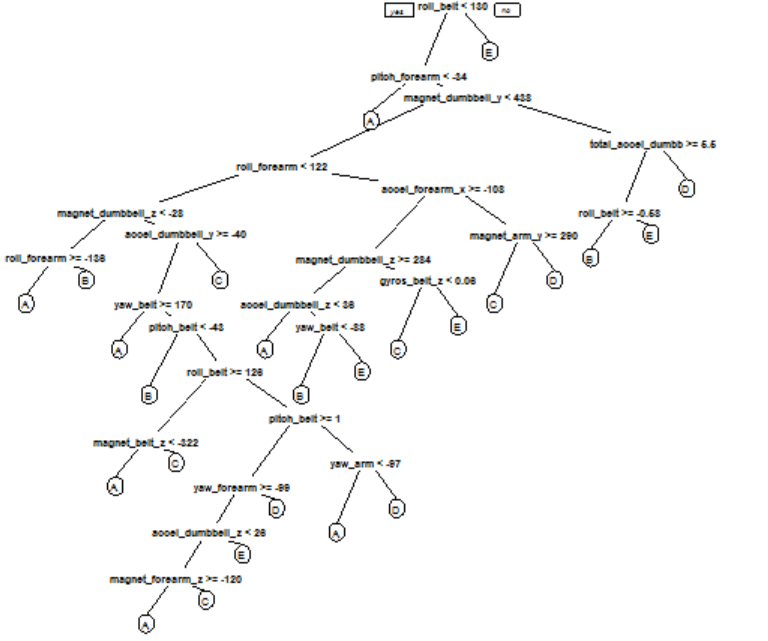 yes roll_belt < 130 no
E
pitch_forearm < -34
magnet_dumbbell_y < 438
A
total_accel_dumbb >= 5.5
roll_forearm < 122
accel_forearm_x >= -108
D
magnet_dumbbell_z < -28
roll_belt >= -0.58
accel_dumbbell_y >= -40
magnet_arm_y >= 290
E
roll_forearm >= -136
magnet_dumbbell_z >= 284
B
B
C
gyros_belt_z < 0.06
D
A
yaw_belt >= 170
accel_dumbbell_z < 36
C
pitch_belt < -43
yaw_belt < -88
E
A
A
C
roll_belt >= 126
E
B
B
pitch_belt >= 1
magnet_belt_z < -322
C
yaw_arm < -97
A
yaw_forearm >= -99
D
D
accel_dumbbell_z < 26
A
E
magnet_forearm_z >= -120
C
A